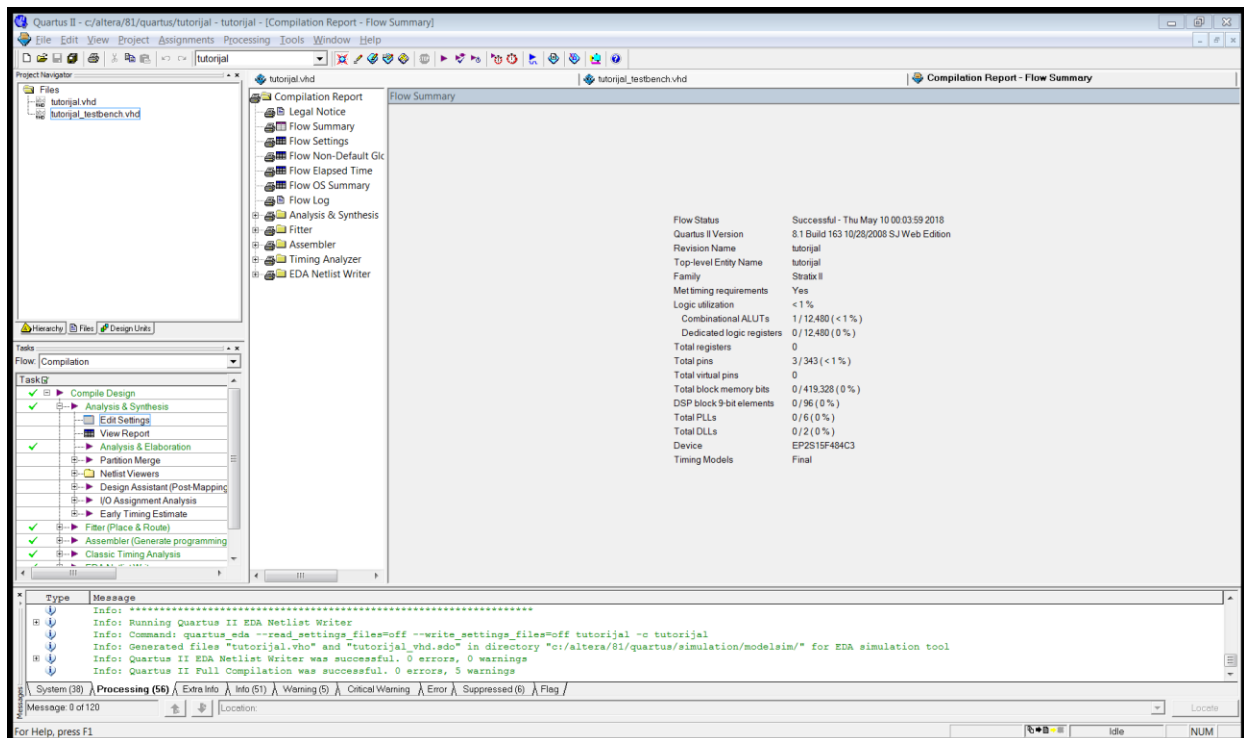 Quartus II - c:/altera/81/quartus/tutorijal - tutorijal - [Compilation Report - Flow Summary]
File Edit View Project Assignments Processing Tools Window Help
tutorijal
Project Navigator
Files
tutorijal.vhd
tutorijal_testbench.vhd
Hierarchy Files Design Units
Tasks
Flow: Compilation
Task
Compile Design
Analysis & Synthesis
Edit Settings
View Report
Analysis & Elaboration
Partition Merge
Netlist Viewers
Design Assistant (Post-Mapping
I/O Assignment Analysis
Early Timing Estimate
Fitter (Place & Route)
Assembler (Generate programming
Classic Timing Analysis
tutorijal.vhd tutorijal_testbench.vhd Compilation Report - Flow Summary
Compilation Report
Legal Notice
Flow Summary
Flow Settings
Flow Non-Default Glc
Flow Elapsed Time
Flow OS Summary
Flow Log
Analysis & Synthesis
Fitter
Assembler
Timing Analyzer
EDA Netlist Writer
Flow Summary
Flow Status Successful - Thu May 10 00:03:59 2018
Quartus II Version 8.1 Build 163 10/28/2008 SJ Web Edition
Revision Name tutorijal
Top-level Entity Name tutorijal
Family Stratix II
Met timing requirements Yes
Logic utilization < 1 %
Combinational ALUTs 1 / 12,480 ( < 1 % )
Dedicated logic registers 0 / 12,480 ( 0 % )
Total registers 0
Total pins 3 / 343 ( < 1 % )
Total virtual pins 0
Total block memory bits 0 / 419,328 ( 0 % )
DSP block 9-bit elements 0 / 96 ( 0 % )
Total PLLs 0 / 6 ( 0 % )
Total DLLs 0 / 2 ( 0 % )
Device EP2S15F484C3
Timing Models Final
Type Message
Info: *******************************************************************
Info: Running Quartus II EDA Netlist Writer
Info: Command: quartus_eda --read_settings_files=off --write_settings_files=off tutorijal -c tutorijal
Info: Generated files "tutorijal.vho" and "tutorijal_vhd.sdo" in directory "c:/altera/81/quartus/simulation/modelsim/" for EDA simulation tool
Info: Quartus II EDA Netlist Writer was successful. 0 errors, 0 warnings
Info: Quartus II Full Compilation was successful. 0 errors, 5 warnings
System (38) Processing (56) Extra Info Info (51) Warning (5) Critical Warning Error Suppressed (6) Flag
Messages
Message: 0 of 120 Location: Locate
For Help, press F1 Idle NUM